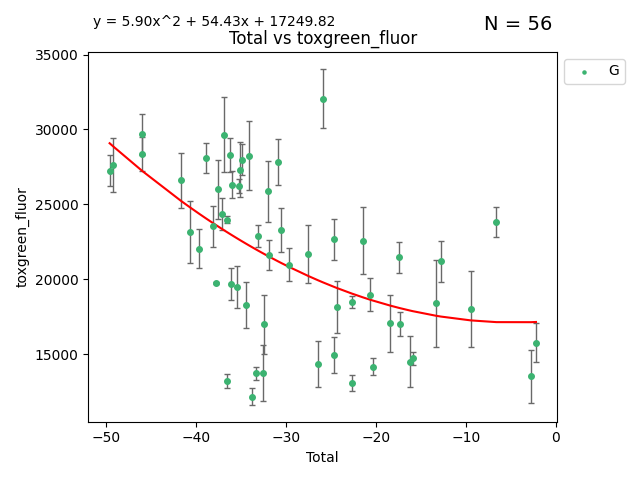 y = 5.90x^2 + 54.43x + 17249.82
N = 56
Total vs toxgreen_fluor
G
35000
30000
25000
20000
15000
toxgreen_fluor
−50
−40
−30
−20
−10
0
Total